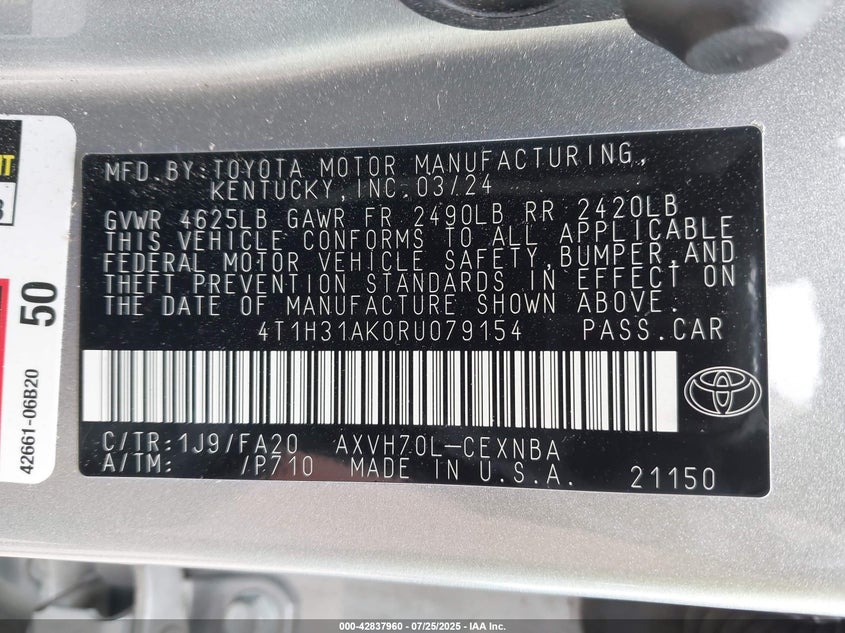 MFD.BY:TOYOTA MOTOR MANUFACTURING,
KENTUCKY,INC.03/24
GVWR 4625LB GAWR FR 2490LB RR 2420LB
THIS VEHICLE CONFORMS TO ALL APPLICABLE
FEDERAL MOTOR VEHICLE SAFETY,BUMPER,AND
THEFT PREVENTION STANDARDS IN EFFECT ON
THE DATE OF MANUFACTURE SHOWN ABOVE.
4T1H31AK0RU079154 PASS.CAR
C/TR:1J9/FA20 AXVH70L-CEXNBA
A/TM: /P710 MADE IN U.S.A. 21150
50
42661-06B20
000-42837960 - 07/25/2025 - IAA Inc.